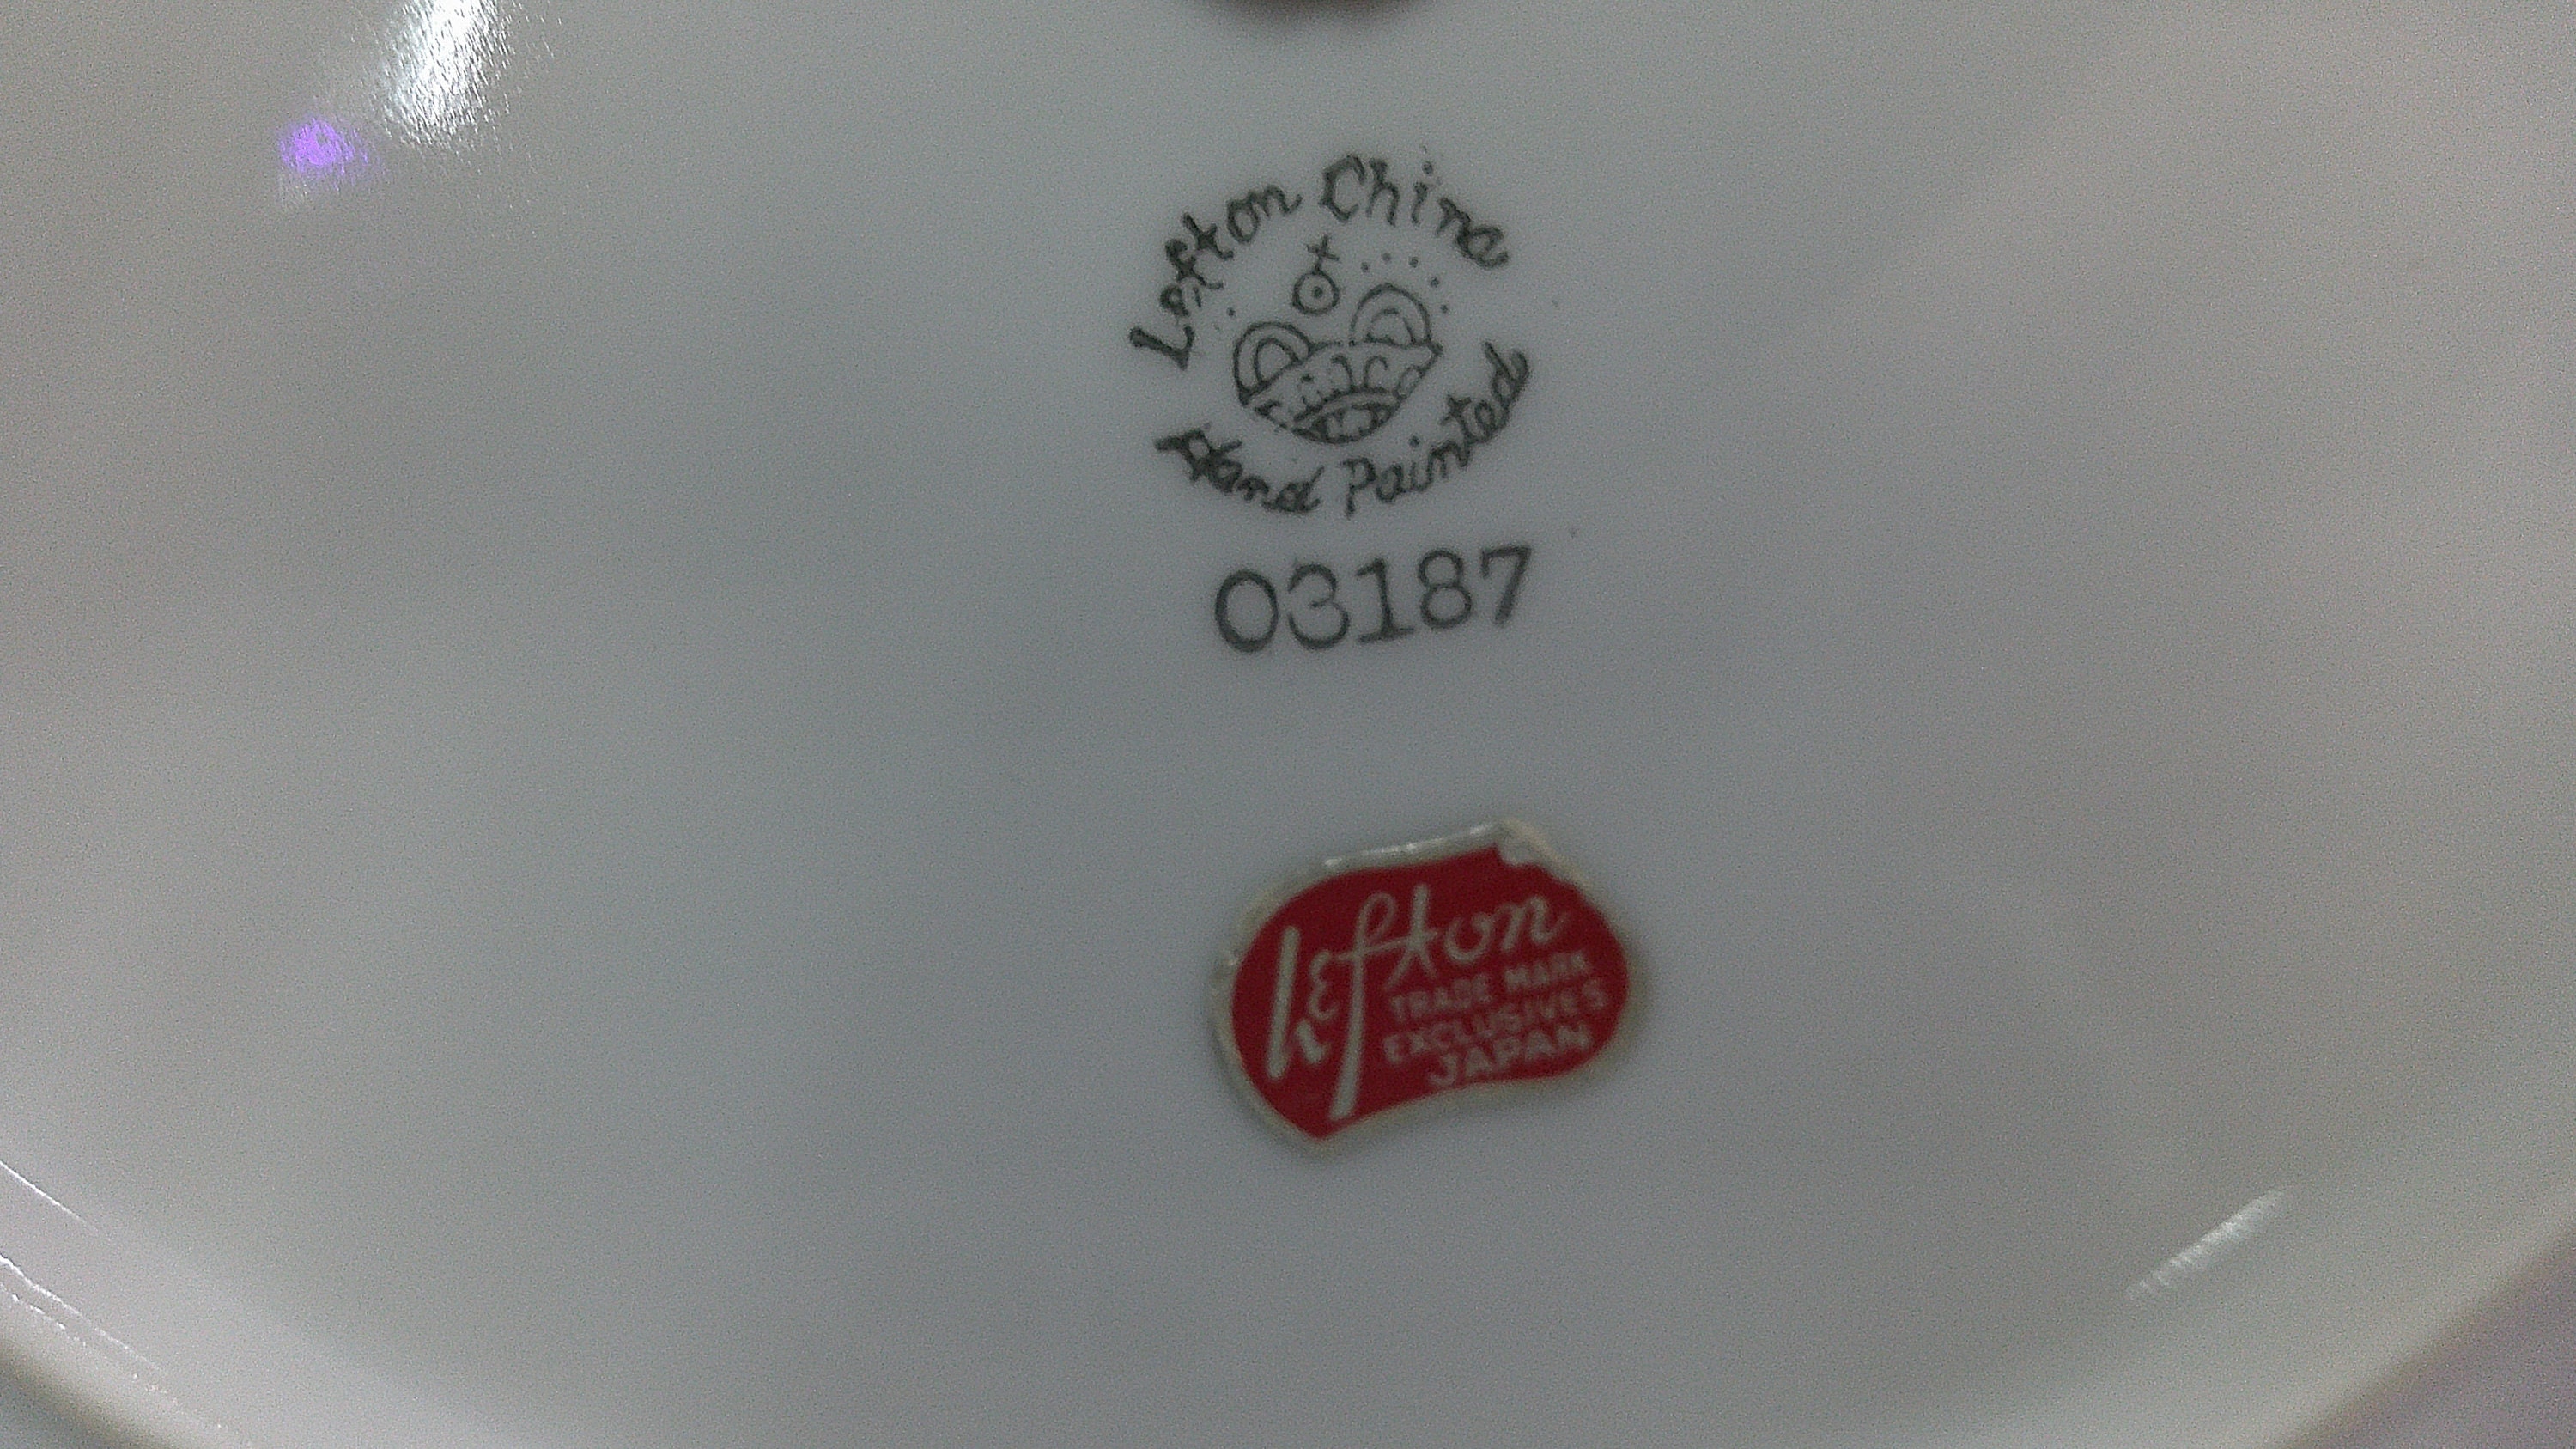 Lefton China
Hand Painted
03187
Lefton
TRADE MARK
EXCLUSIVES
JAPAN